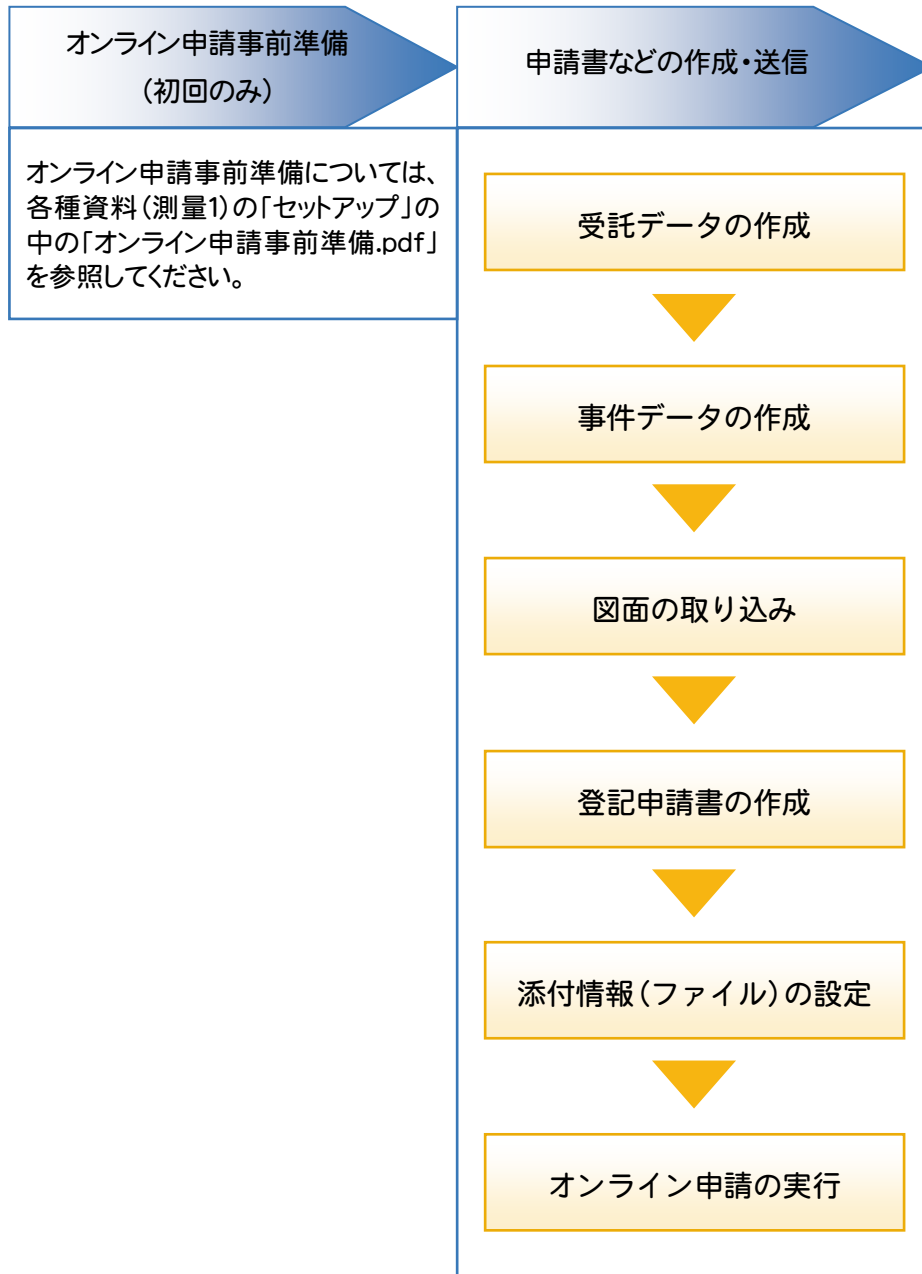 オンライン申請事前準備
(初回のみ)
申請書などの作成・送信
オンライン申請事前準備については、
各種資料(測量1)の「セットアップ」の
中の「オンライン申請事前準備.pdf」
を参照してください。
受託データの作成
事件データの作成
図面の取り込み
登記申請書の作成
添付情報(ファイル)の設定
オンライン申請の実行